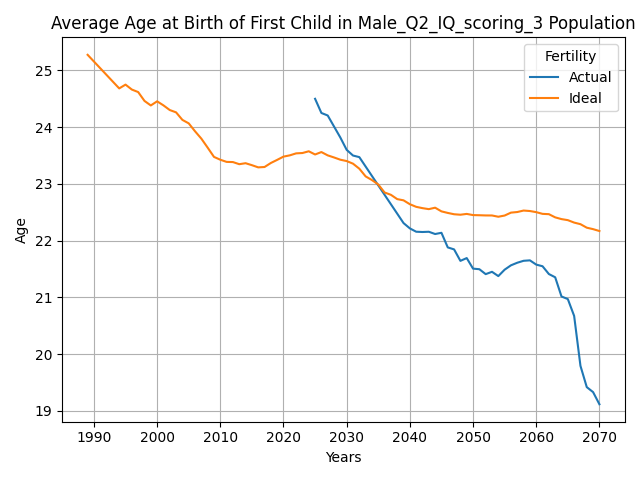 Average Age at Birth of First Child in Male_Q2_IQ_scoring_3 Population
Fertility
Actual
Ideal
Age
25
24
23
22
21
20
19
1990 2000 2010 2020 2030 2040 2050 2060 2070
Years